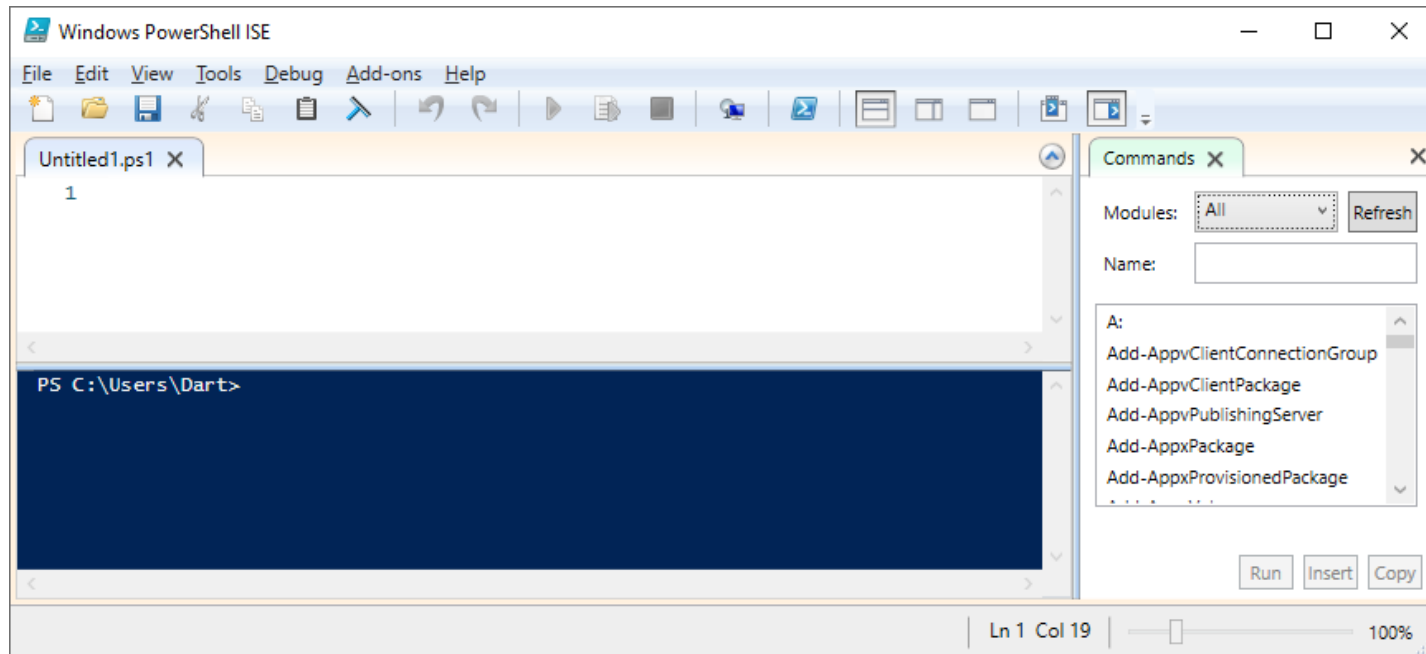 Windows PowerShell ISE
File Edit View Tools Debug Add-ons Help
Untitled1.ps1
1
PS C:\Users\Dart>
Commands
Modules: All Refresh
Name:
A:
Add-AppvClientConnectionGroup
Add-AppvClientPackage
Add-AppvPublishingServer
Add-AppxPackage
Add-AppxProvisionedPackage
Run Insert Copy
Ln 1 Col 19 100%